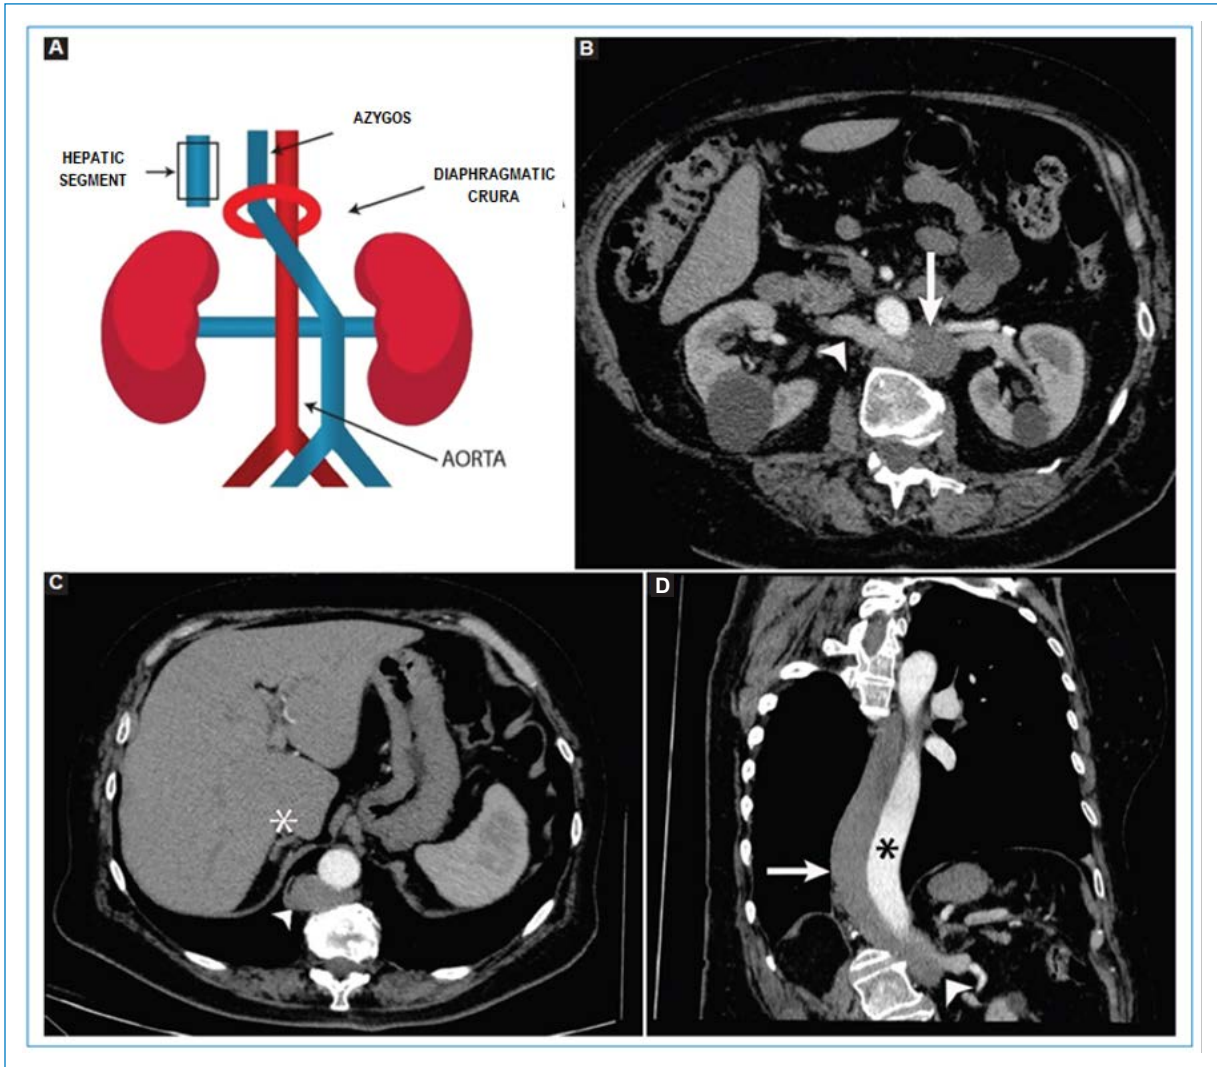 A
AZYGOS
HEPATIC
SEGMENT
DIAPHRAGMATIC
CRURA
AORTA
B
C
*
D
*